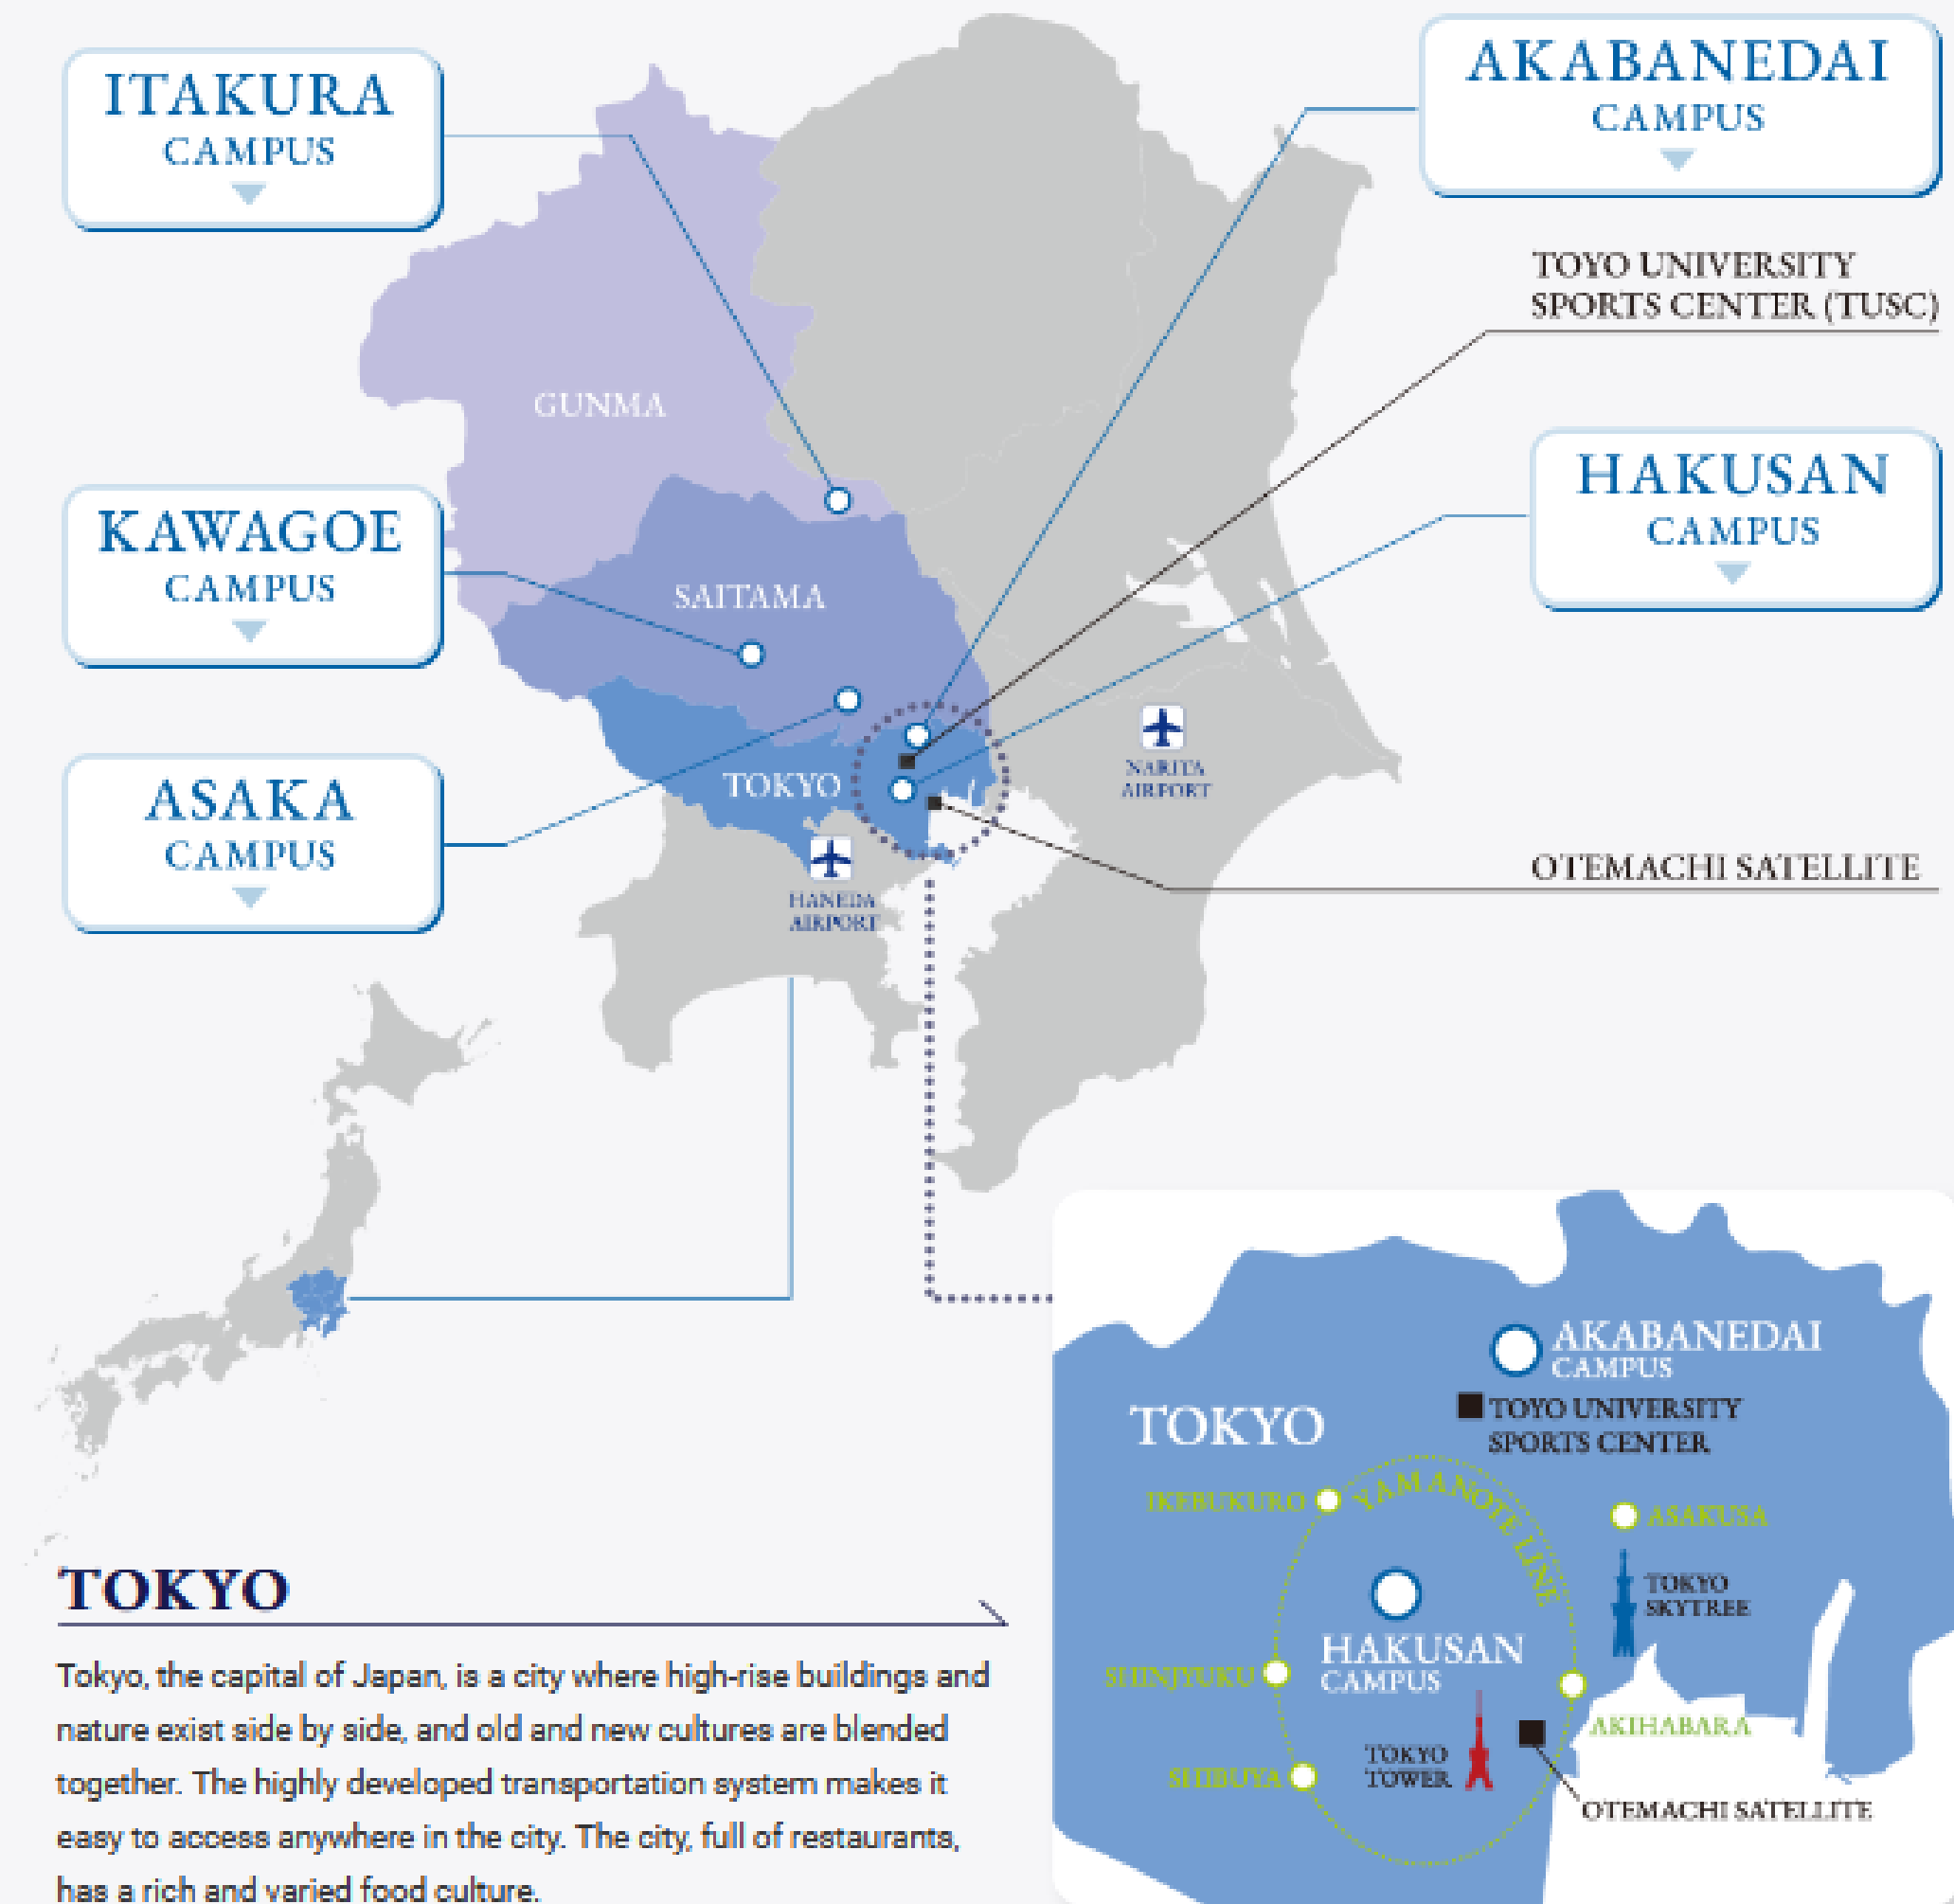 ITAKURA
CAMPUS
AKABANEDAI
CAMPUS
TOYO UNIVERSITY
SPORTS CENTER (TUSC)
GUNMA
HAKUSAN
CAMPUS
KAWAGOE
CAMPUS
SAITAMA
NARITA
AIRPORT
ASAKA
CAMPUS
TOKYO
OTEMACHI SATELLITE
HANEDA
AIRPORT
AKABANEDAI
CAMPUS
TOYO UNIVERSITY
SPORTS CENTER
TOKYO
IKEBUKURO
YAMANOTE LINE
ASAKUSA
TOKYO
SKYTREE
HAKUSAN
CAMPUS
SHINJYUKU
AKIHABARA
TOKYO
TOWER
SHIBUYA
OTEMACHI SATELLITE
TOKYO
Tokyo, the capital of Japan, is a city where high-rise buildings and
nature exist side by side, and old and new cultures are blended
together. The highly developed transportation system makes it
easy to access anywhere in the city. The city, full of restaurants,
has a rich and varied food culture.